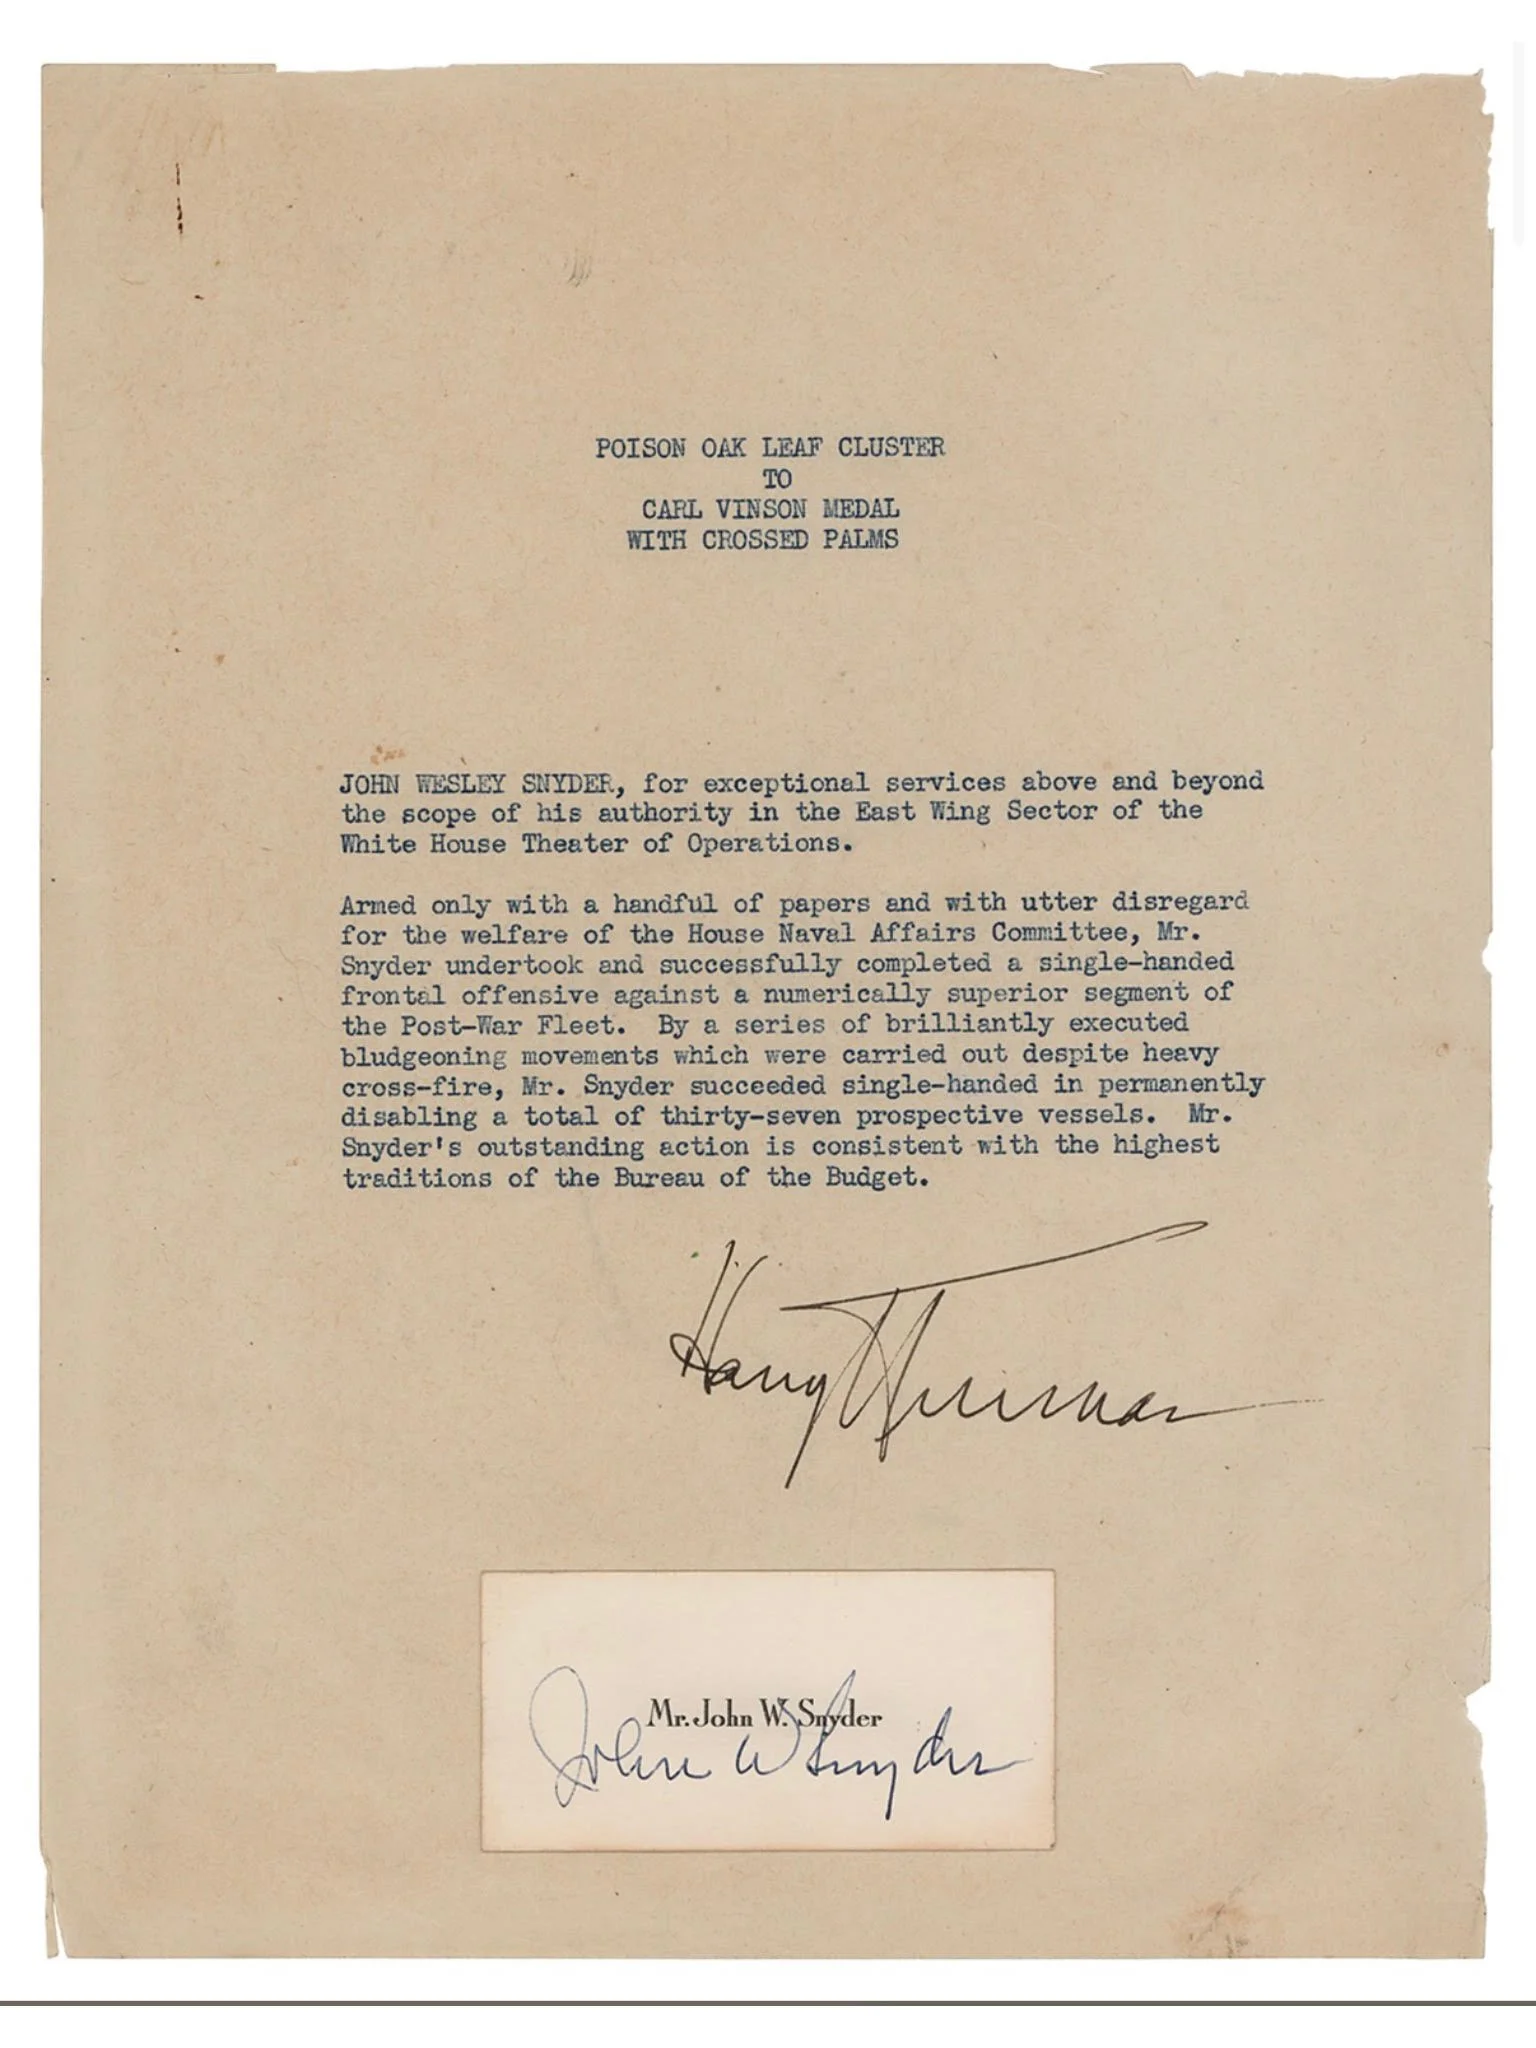 POISON OAK LEAF CLUSTER
TO
CARL VINSON MEDAL
WITH CROSSED PALMS
JOHN WESLEY SNYDER, for exceptional services above and beyond
the scope of his authority in the East Wing Sector of the
White House Theater of Operations.
Armed only with a handful of papers and with utter disregard
for the welfare of the House Naval Affairs Committee, Mr.
Snyder undertook and successfully completed a single-handed
frontal offensive against a numerically superior segment of
the Post-War Fleet. By a series of brilliantly executed
bludgeoning movements which were carried out despite heavy
cross-fire, Mr. Snyder succeeded single-handed in permanently
disabling a total of thirty-seven prospective vessels. Mr.
Snyder's outstanding action is consistent with the highest
traditions of the Bureau of the Budget.
Harry Truman
Mr. John W. Snyder
John W Snyder